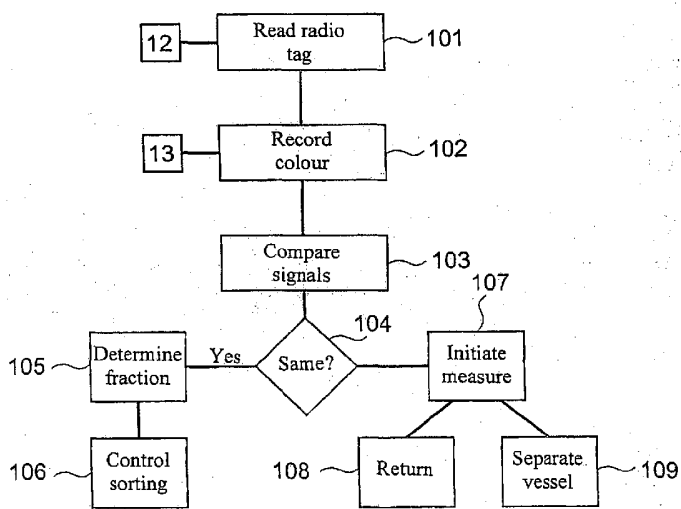 12
Read radio
tag
101
13
Record
colour
102
Compare
signals
103
104
107
105
Determine
fraction
Yes
Same?
Initiate
measure
106
Control
sorting
108
Return
Separate
vessel
109